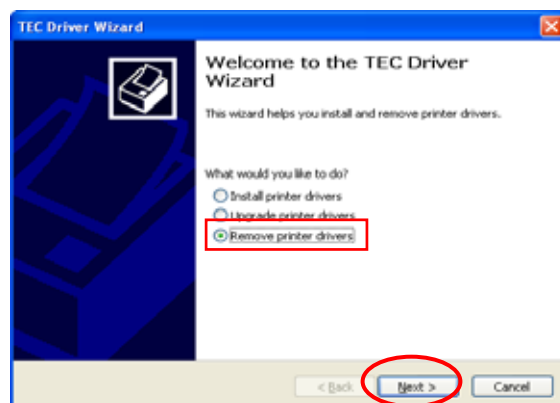 TEC Driver Wizard
Welcome to the TEC Driver
Wizard
This wizard helps you install and remove printer drivers.
What would you like to do?
Install printer drivers
Upgrade printer drivers
Remove printer drivers
< Back
Next >
Cancel